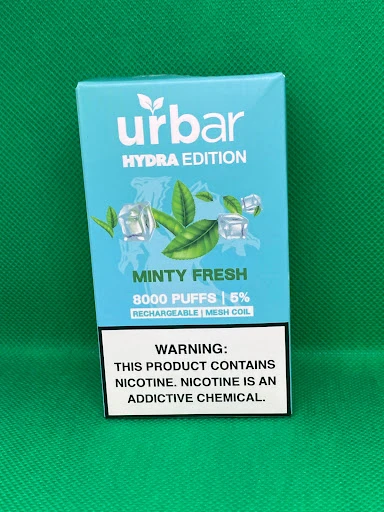 urbar
HYDRA EDITION
MINTY FRESH
8000 PUFFS | 5%
RECHARGEABLE | MESH COIL
WARNING:
THIS PRODUCT CONTAINS
NICOTINE. NICOTINE IS AN
ADDICTIVE CHEMICAL.